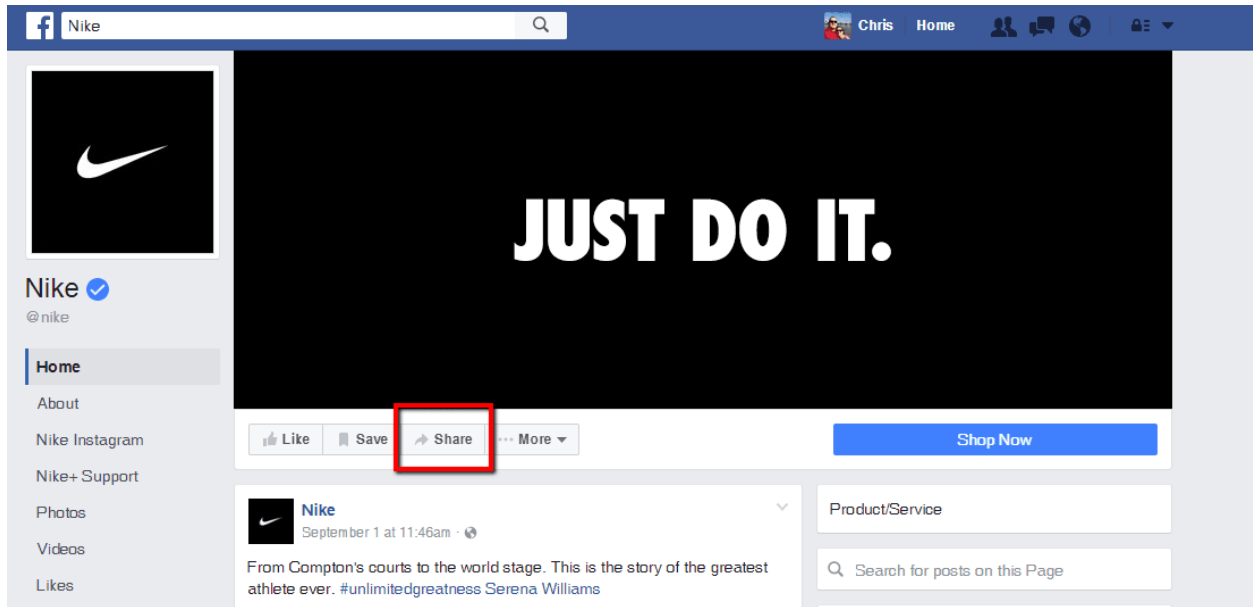 f Nike
Chris Home
JUST DO IT.
Nike
@nike
Home
About
Nike Instagram
Nike+ Support
Photos
Videos
Likes
Like Save Share ··· More
Shop Now
Nike
September 1 at 11:46am ·
From Compton's courts to the world stage. This is the story of the greatest
athlete ever. #unlimitedgreatness Serena Williams
Product/Service
Search for posts on this Page